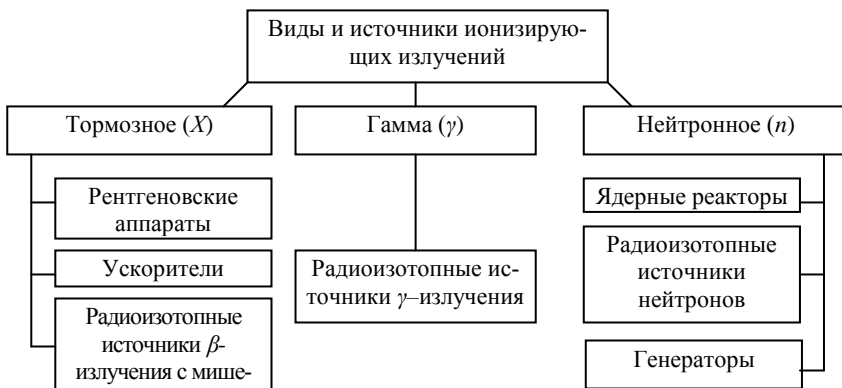 Виды и источники ионизирую-
щих излучений
Тормозное (X)
Гамма (γ)
Нейтронное (n)
Рентгеновские
аппараты
Ускорители
Радиоизотопные
источники β-
излучения с мише-
Радиоизотопные ис-
точники γ–излучения
Ядерные реакторы
Радиоизотопные
источники
нейтронов
Генераторы